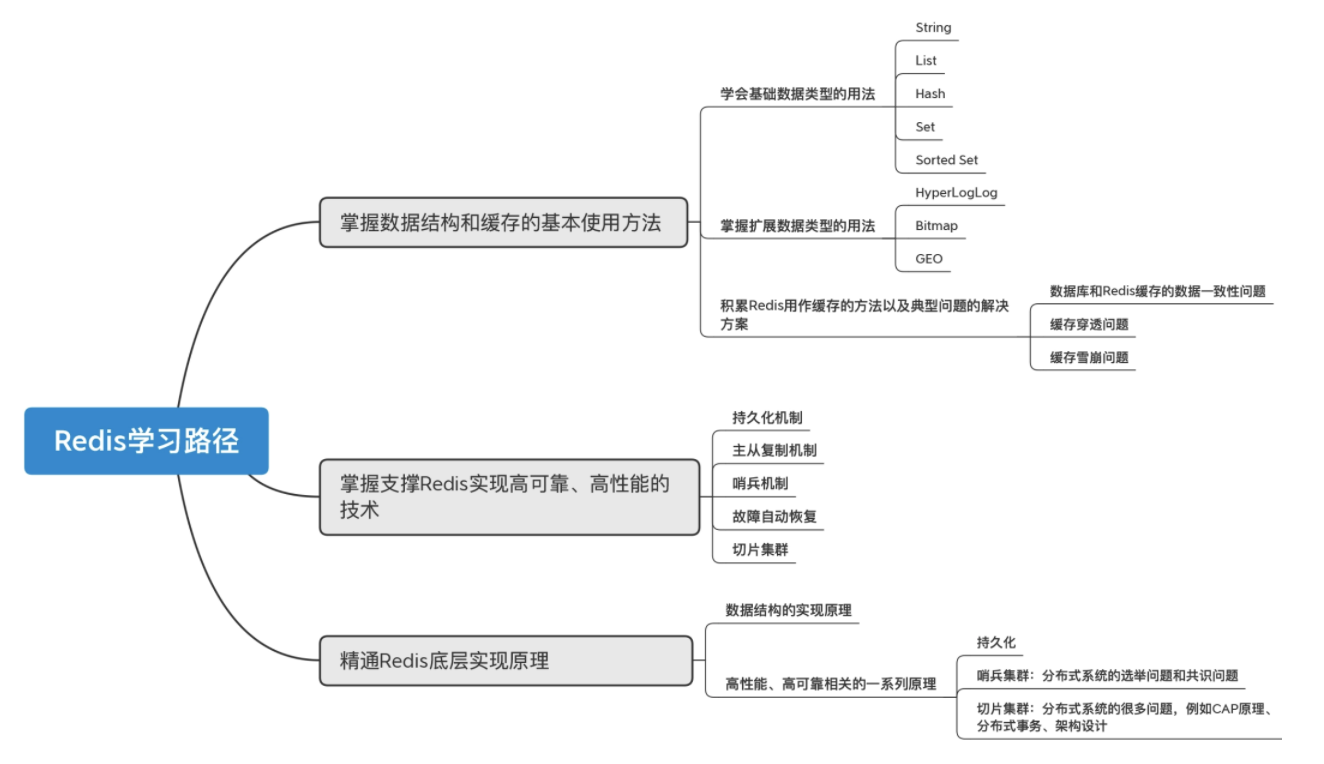 Redis学习路径
掌握数据结构和缓存的基本使用方法
学会基础数据类型的用法
String
List
Hash
Set
Sorted Set
掌握扩展数据类型的用法
HyperLogLog
Bitmap
GEO
积累Redis用作缓存的方法以及典型问题的解决
方案
数据库和Redis缓存的数据一致性问题
缓存穿透问题
缓存雪崩问题
掌握支撑Redis实现高可靠、高性能的
技术
持久化机制
主从复制机制
哨兵机制
故障自动恢复
切片集群
精通Redis底层实现原理
数据结构的实现原理
高性能、高可靠相关的一系列原理
持久化
哨兵集群：分布式系统的选举问题和共识问题
切片集群：分布式系统的很多问题，例如CAP原理、
分布式事务、架构设计